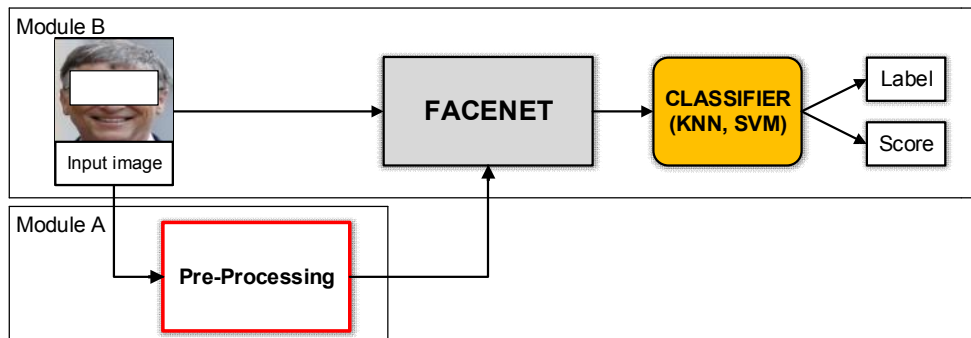 Module B
Input image
FACENET
CLASSIFIER
(KNN, SVM)
Label
Score
Module A
Pre-Processing